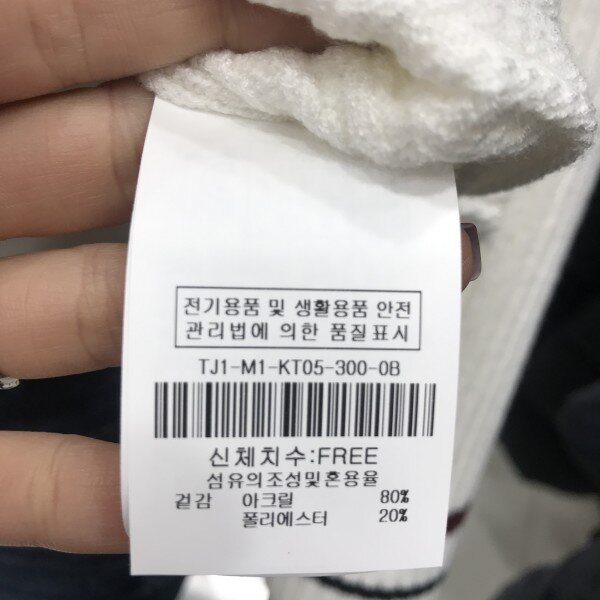 전기용품 및 생활용품 안전
관리법에 의한 품질표시
TJ1-M1-KT05-300-0B
신체치수:FREE
섬유의조성및혼용율
겉감 아크릴 80%
폴리에스터 20%